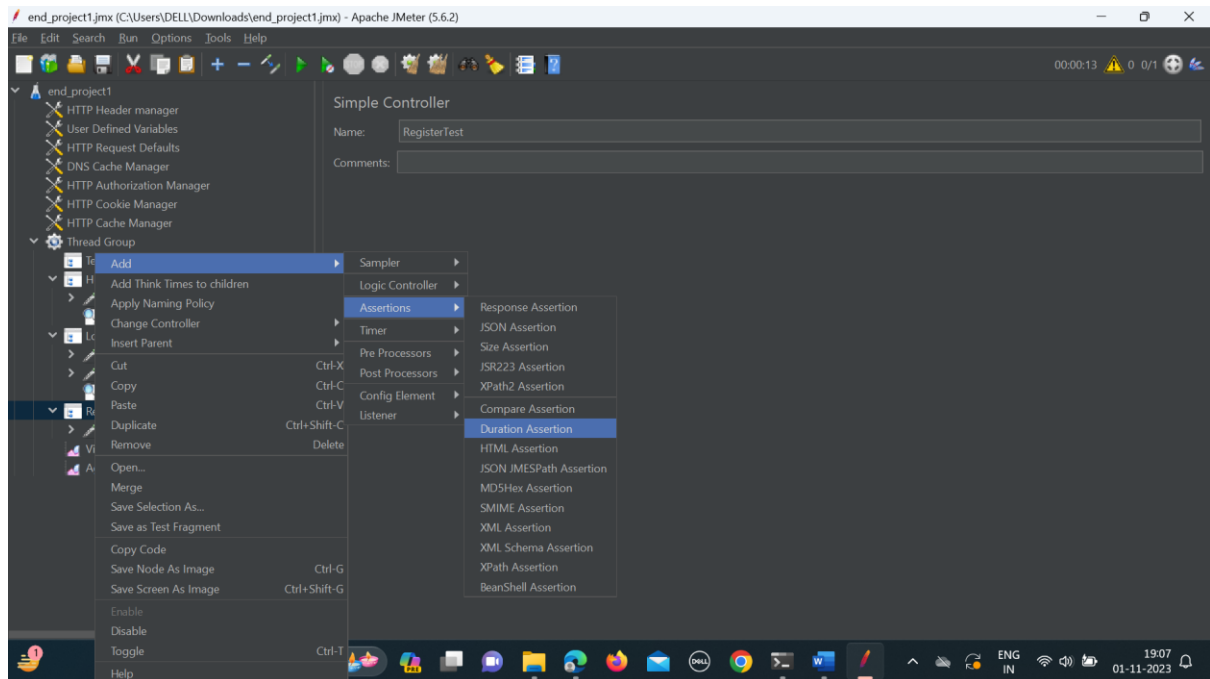 end_project1.jmx (C:\Users\DELL\Downloads\end_project1.jmx) - Apache JMeter (5.6.2)
File Edit Search Run Options Tools Help
00:00:13 0 0/1
end_project1
HTTP Header manager
User Defined Variables
HTTP Request Defaults
DNS Cache Manager
HTTP Authorization Manager
HTTP Cookie Manager
HTTP Cache Manager
Thread Group
Te
H
Lo
Re
Vi
A
Simple Controller
Name: RegisterTest
Comments:
Add
Add Think Times to children
Apply Naming Policy
Change Controller
Insert Parent
Cut Ctrl-X
Copy Ctrl-C
Paste Ctrl-V
Duplicate Ctrl+Shift-C
Remove Delete
Open...
Merge
Save Selection As...
Save as Test Fragment
Copy Code
Save Node As Image Ctrl-G
Save Screen As Image Ctrl+Shift-G
Enable
Disable
Toggle Ctrl-T
Help
Sampler
Logic Controller
Assertions
Timer
Pre Processors
Post Processors
Config Element
Listener
Response Assertion
JSON Assertion
Size Assertion
JSR223 Assertion
XPath2 Assertion
Compare Assertion
Duration Assertion
HTML Assertion
JSON JMESPath Assertion
MD5Hex Assertion
SMIME Assertion
XML Assertion
XML Schema Assertion
XPath Assertion
BeanShell Assertion
1
PRE
DELL
ENG
IN
19:07
01-11-2023